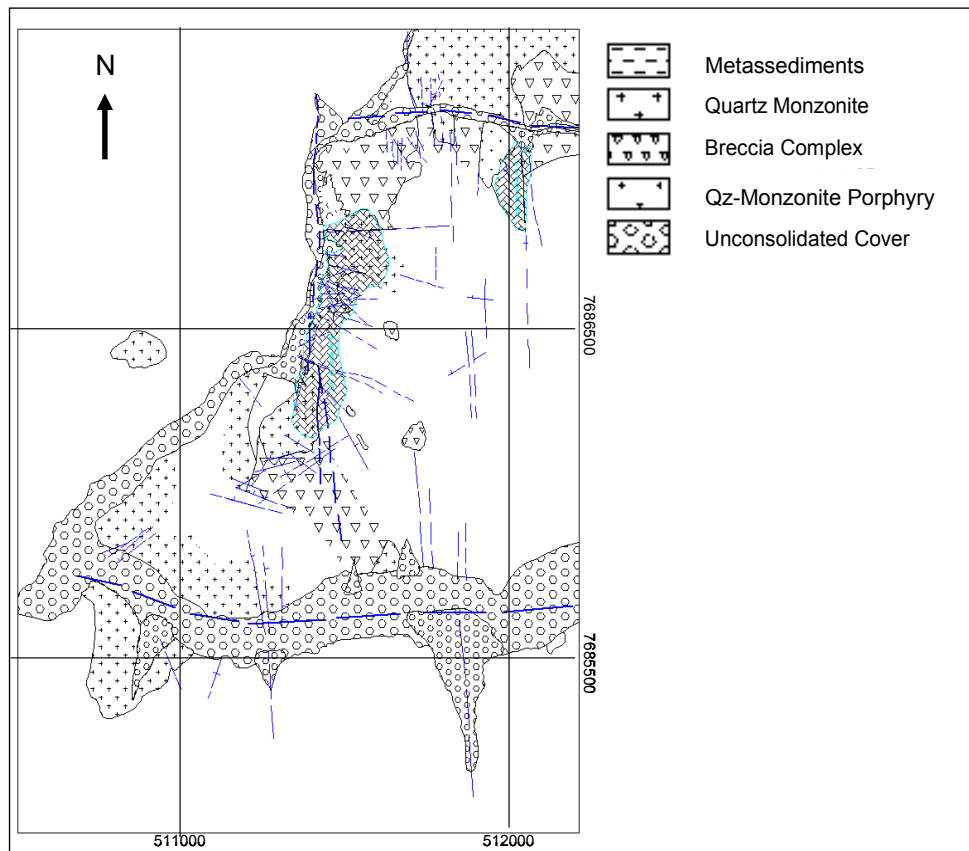 N
Metassediments
Quartz Monzonite
Breccia Complex
Qz-Monzonite Porphyry
Unconsolidated Cover
7686500
7685500
511000
512000